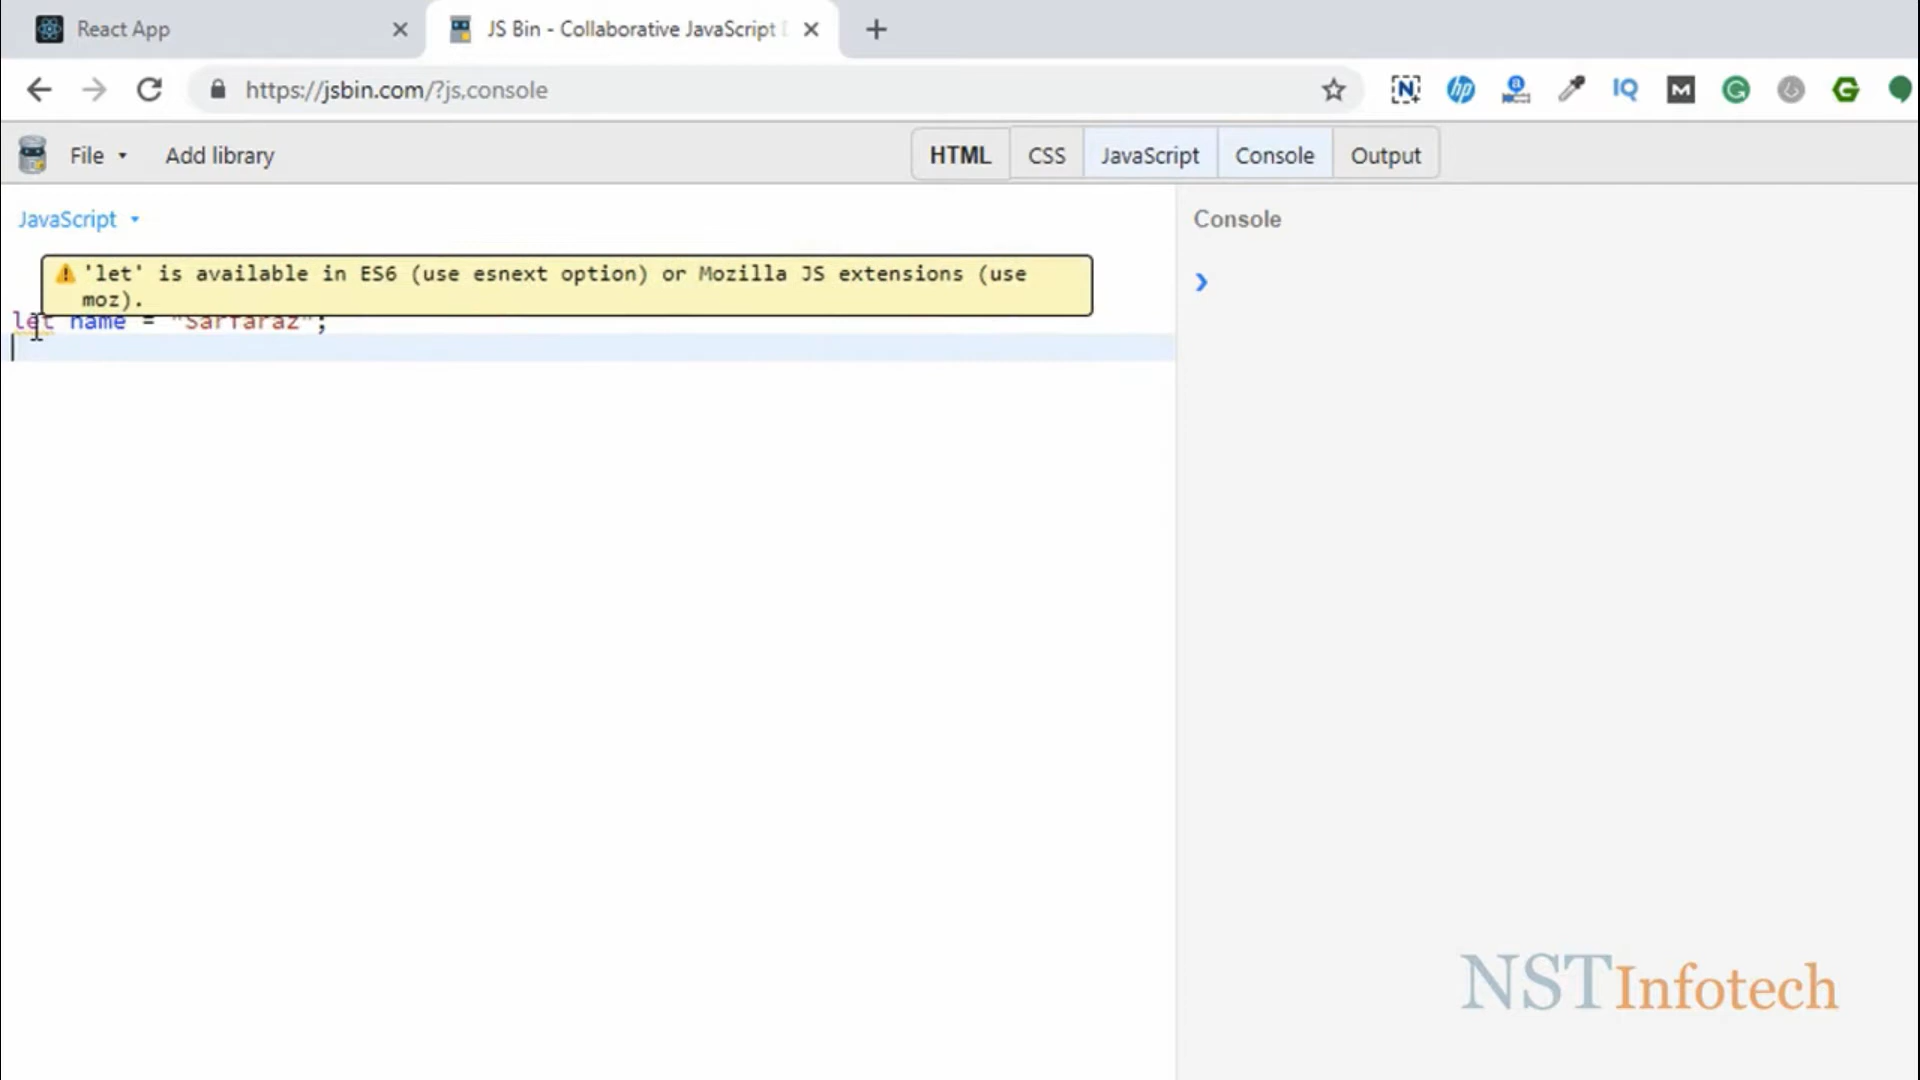 React App
JS Bin - Collaborative JavaScript
https://jsbin.com/?js,console
IQ
File
Add library
HTML
CSS
JavaScript
Console
Output
JavaScript
Console
'let' is available in ES6 (use esnext option) or Mozilla JS extensions (use
moz).
let name = "Sarfaraz";
NST Infotech